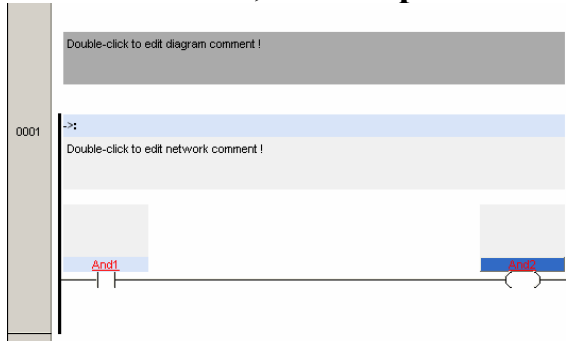 Double-click to edit diagram comment !
0001
->:
Double-click to edit network comment !
And1
And2